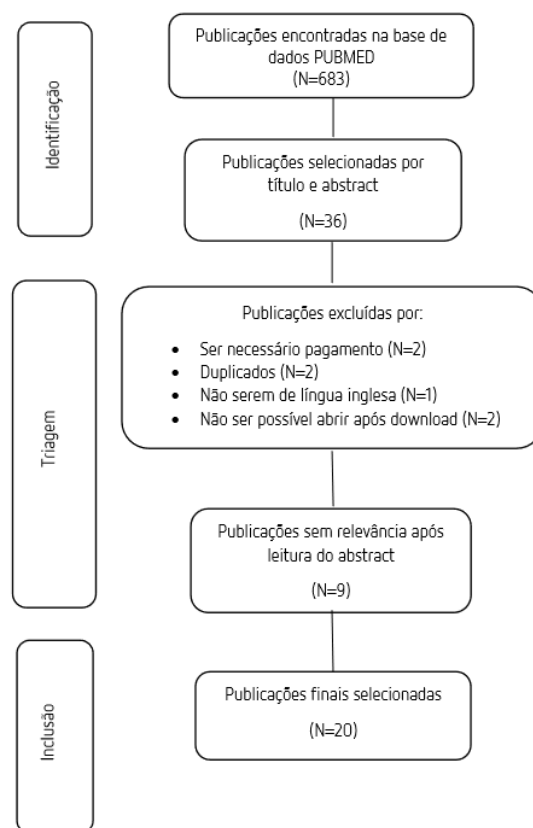 Identificação
Publicações encontradas na base de
dados PUBMED
(N=683)
Publicações selecionadas por
título e abstract
(N=36)
Triagem
Publicações excluídas por:
• Ser necessário pagamento (N=2)
• Duplicados (N=2)
• Não serem de língua inglesa (N=1)
• Não ser possível abrir após download (N=2)
Publicações sem relevância após
leitura do abstract
(N=9)
Inclusão
Publicações finais selecionadas
(N=20)